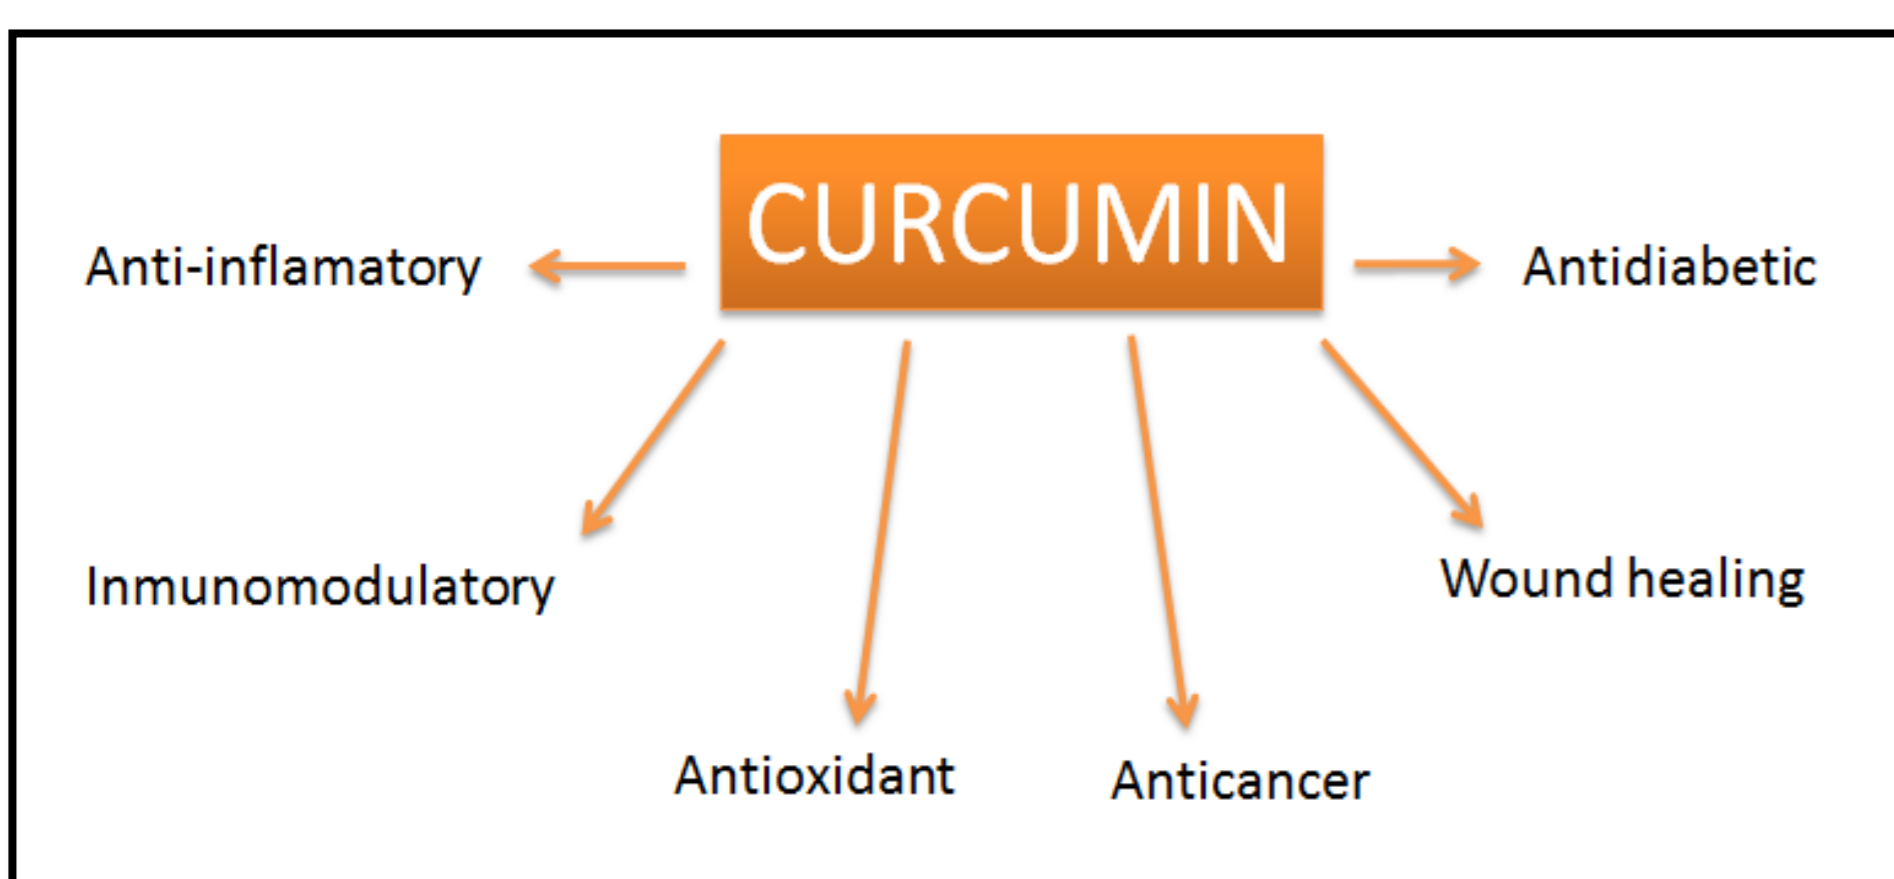 CURCUMIN
Anti-inflamatory
Antidiabetic
Inmunomodulatory
Wound healing
Antioxidant
Anticancer